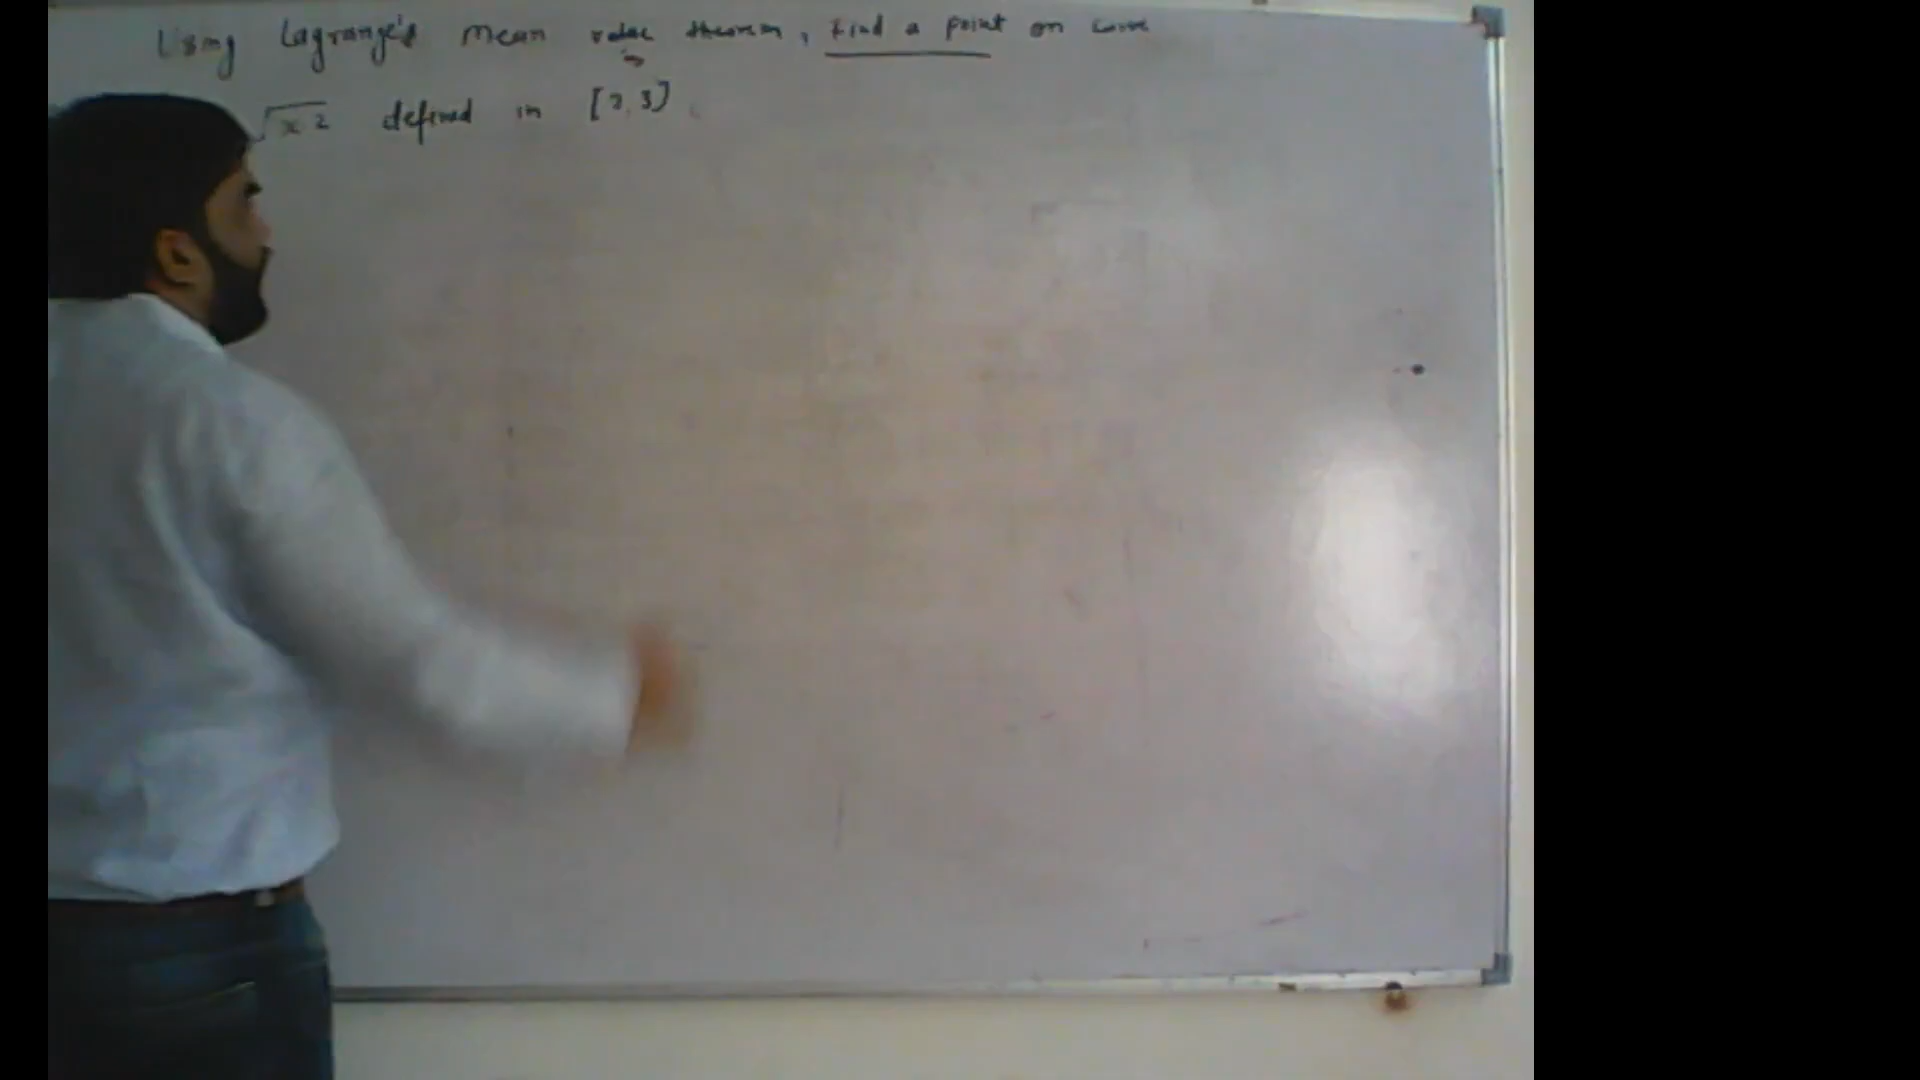 Using Lagrange's mean value theorem, find a point on curve
√x 2 defined in [2, 3]